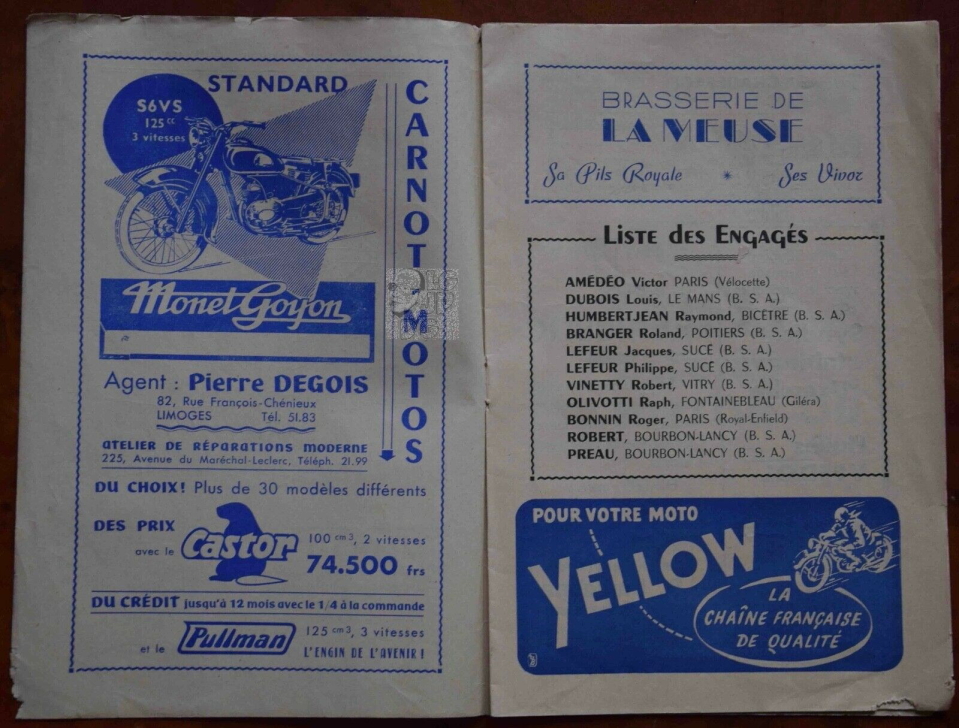 STANDARD
S6VS
125cc
3 vitesses
CARNOT-MOTOS
Monet Goyon
Agent : Pierre DEGOIS
82, Rue François-Chénieux
LIMOGES Tél. 51.83
ATELIER DE RÉPARATIONS MODERNE
225, Avenue du Maréchal-Leclerc, Téléph. 21.99
DU CHOIX! Plus de 30 modèles différents
DES PRIX
avec le Castor 100 cm3, 2 vitesses
74.500 frs
DU CRÉDIT jusqu'à 12 mois avec le 1/4 à la commande
et le Pullman 125 cm3, 3 vitesses
L'ENGIN DE L'AVENIR !
BRASSERIE DE
LA MEUSE
Sa Pils Royale * Ses Vivor
LISTE DES ENGAGÉS
AMÉDÉO Victor PARIS (Vélocette)
DUBOIS Louis, LE MANS (B. S. A.)
HUMBERTJEAN Raymond, BICÊTRE (B. S. A.)
BRANGER Roland, POITIERS (B. S. A.)
LEFEUR Jacques, SUCÉ (B. S. A.)
LEFEUR Philippe, SUCÉ (B. S. A.)
VINETTY Robert, VITRY (B. S. A.)
OLIVOTTI Raph, FONTAINEBLEAU (Giléra)
BONNIN Roger, PARIS (Royal-Enfield)
ROBERT, BOURBON-LANCY (B. S. A.)
PREAU, BOURBON-LANCY (B. S. A.)
POUR VOTRE MOTO
YELLOW
LA
CHAÎNE FRANÇAISE
DE QUALITÉ